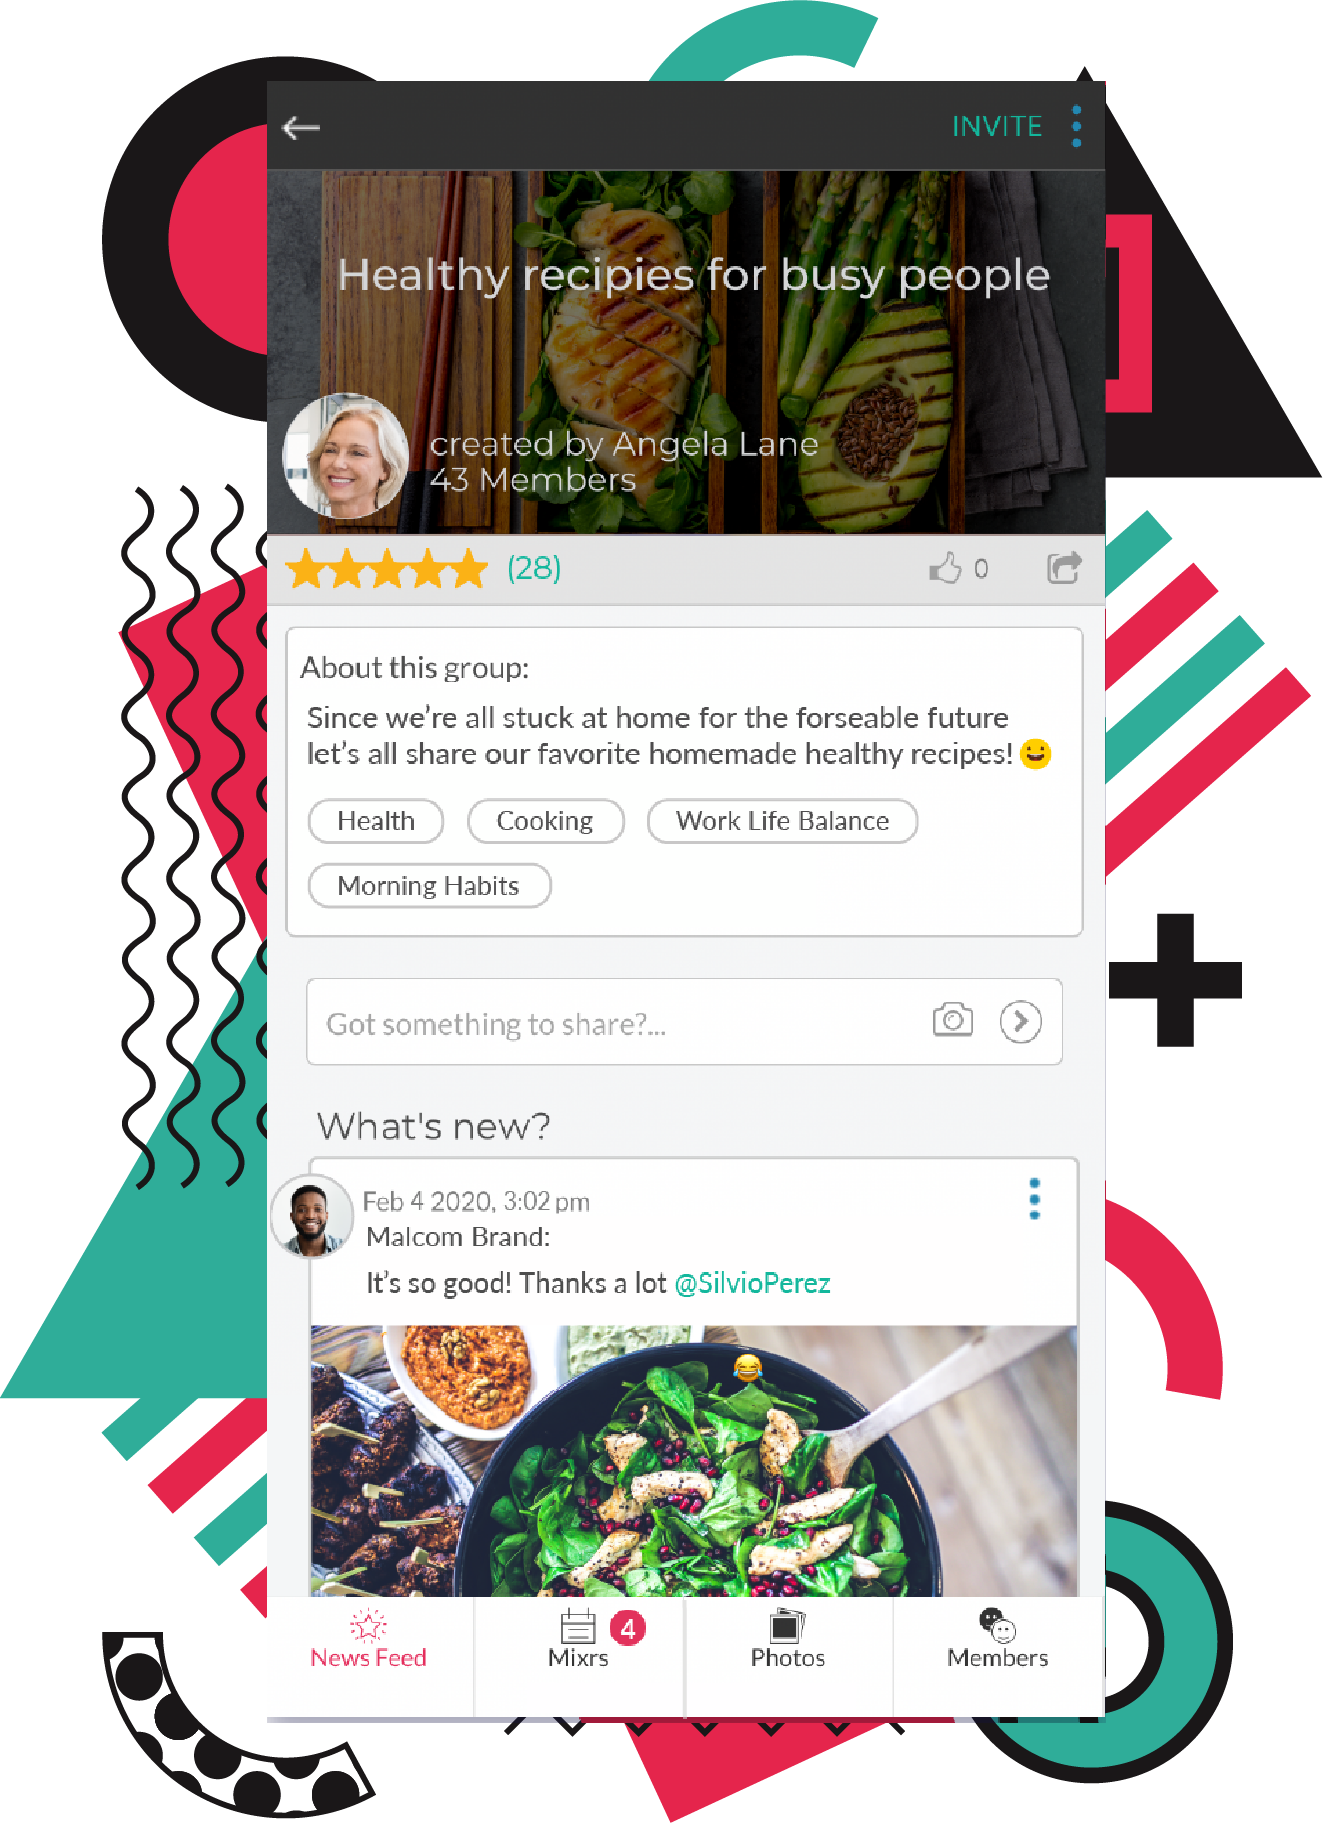 INVITE
Healthy recipies for busy people
created by Angela Lane
43 Members
(28)
0
About this group:
Since we're all stuck at home for the forseable future
let's all share our favorite homemade healthy recipes!
Health
Cooking
Work Life Balance
Morning Habits
Got something to share?...
What's new?
Feb 4 2020, 3:02 pm
Malcom Brand:
It's so good! Thanks a lot @SilvioPerez
4
News Feed
Mixrs
Photos
Members